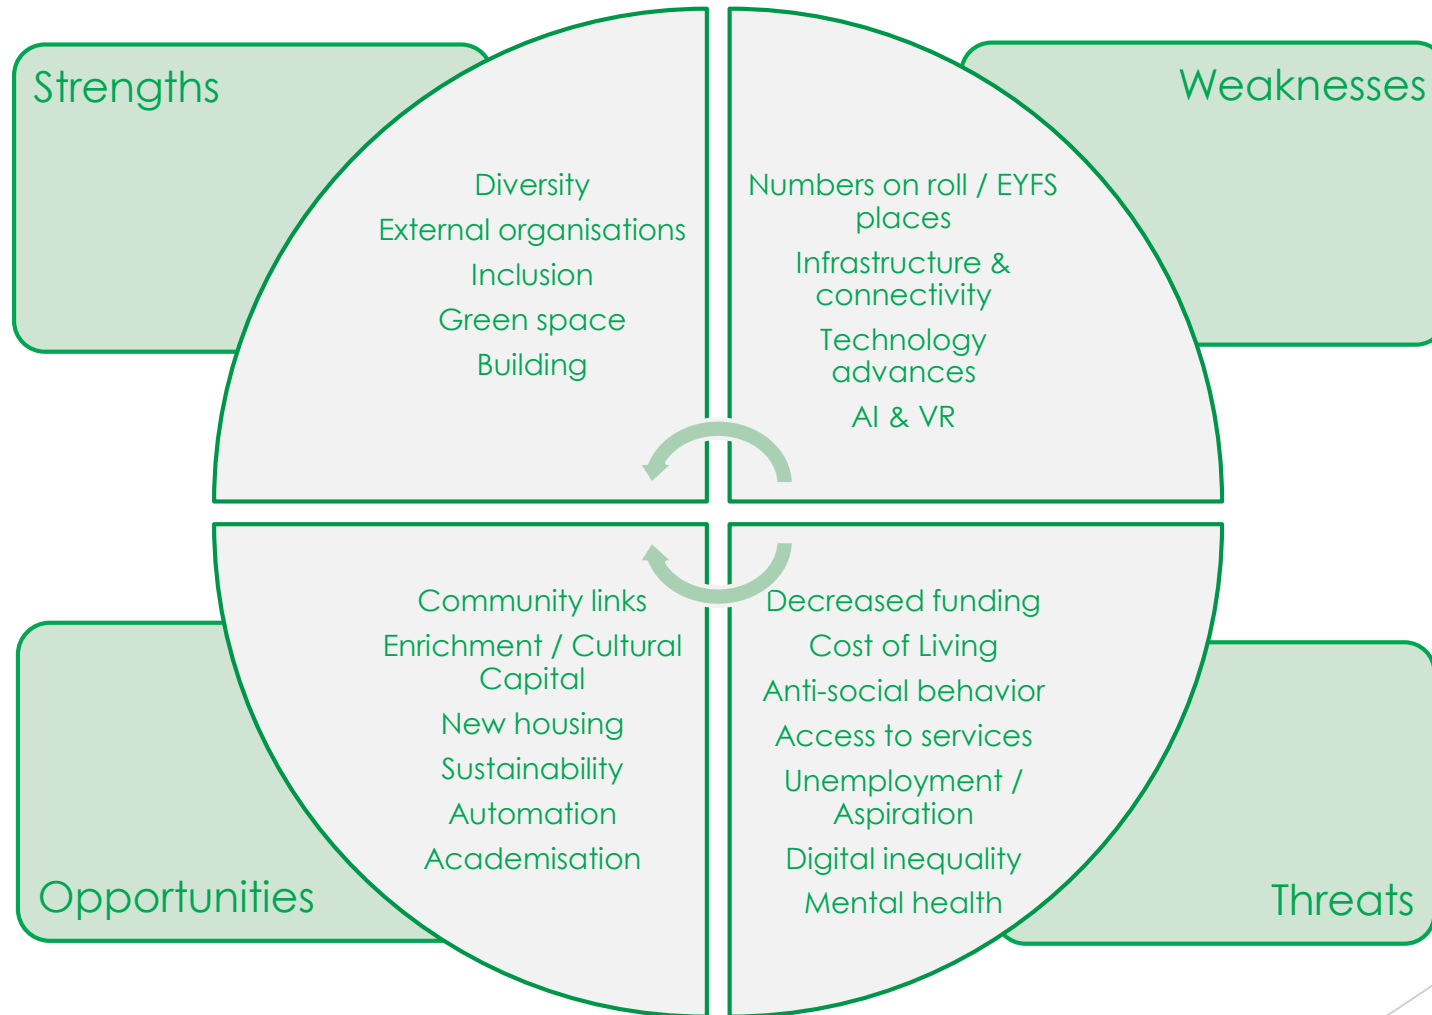 Strengths
Diversity
External organisations
Inclusion
Green space
Building
Weaknesses
Numbers on roll / EYFS
places
Infrastructure &
connectivity
Technology
advances
AI & VR
Opportunities
Community links
Enrichment / Cultural
Capital
New housing
Sustainability
Automation
Academisation
Threats
Decreased funding
Cost of Living
Anti-social behavior
Access to services
Unemployment /
Aspiration
Digital inequality
Mental health